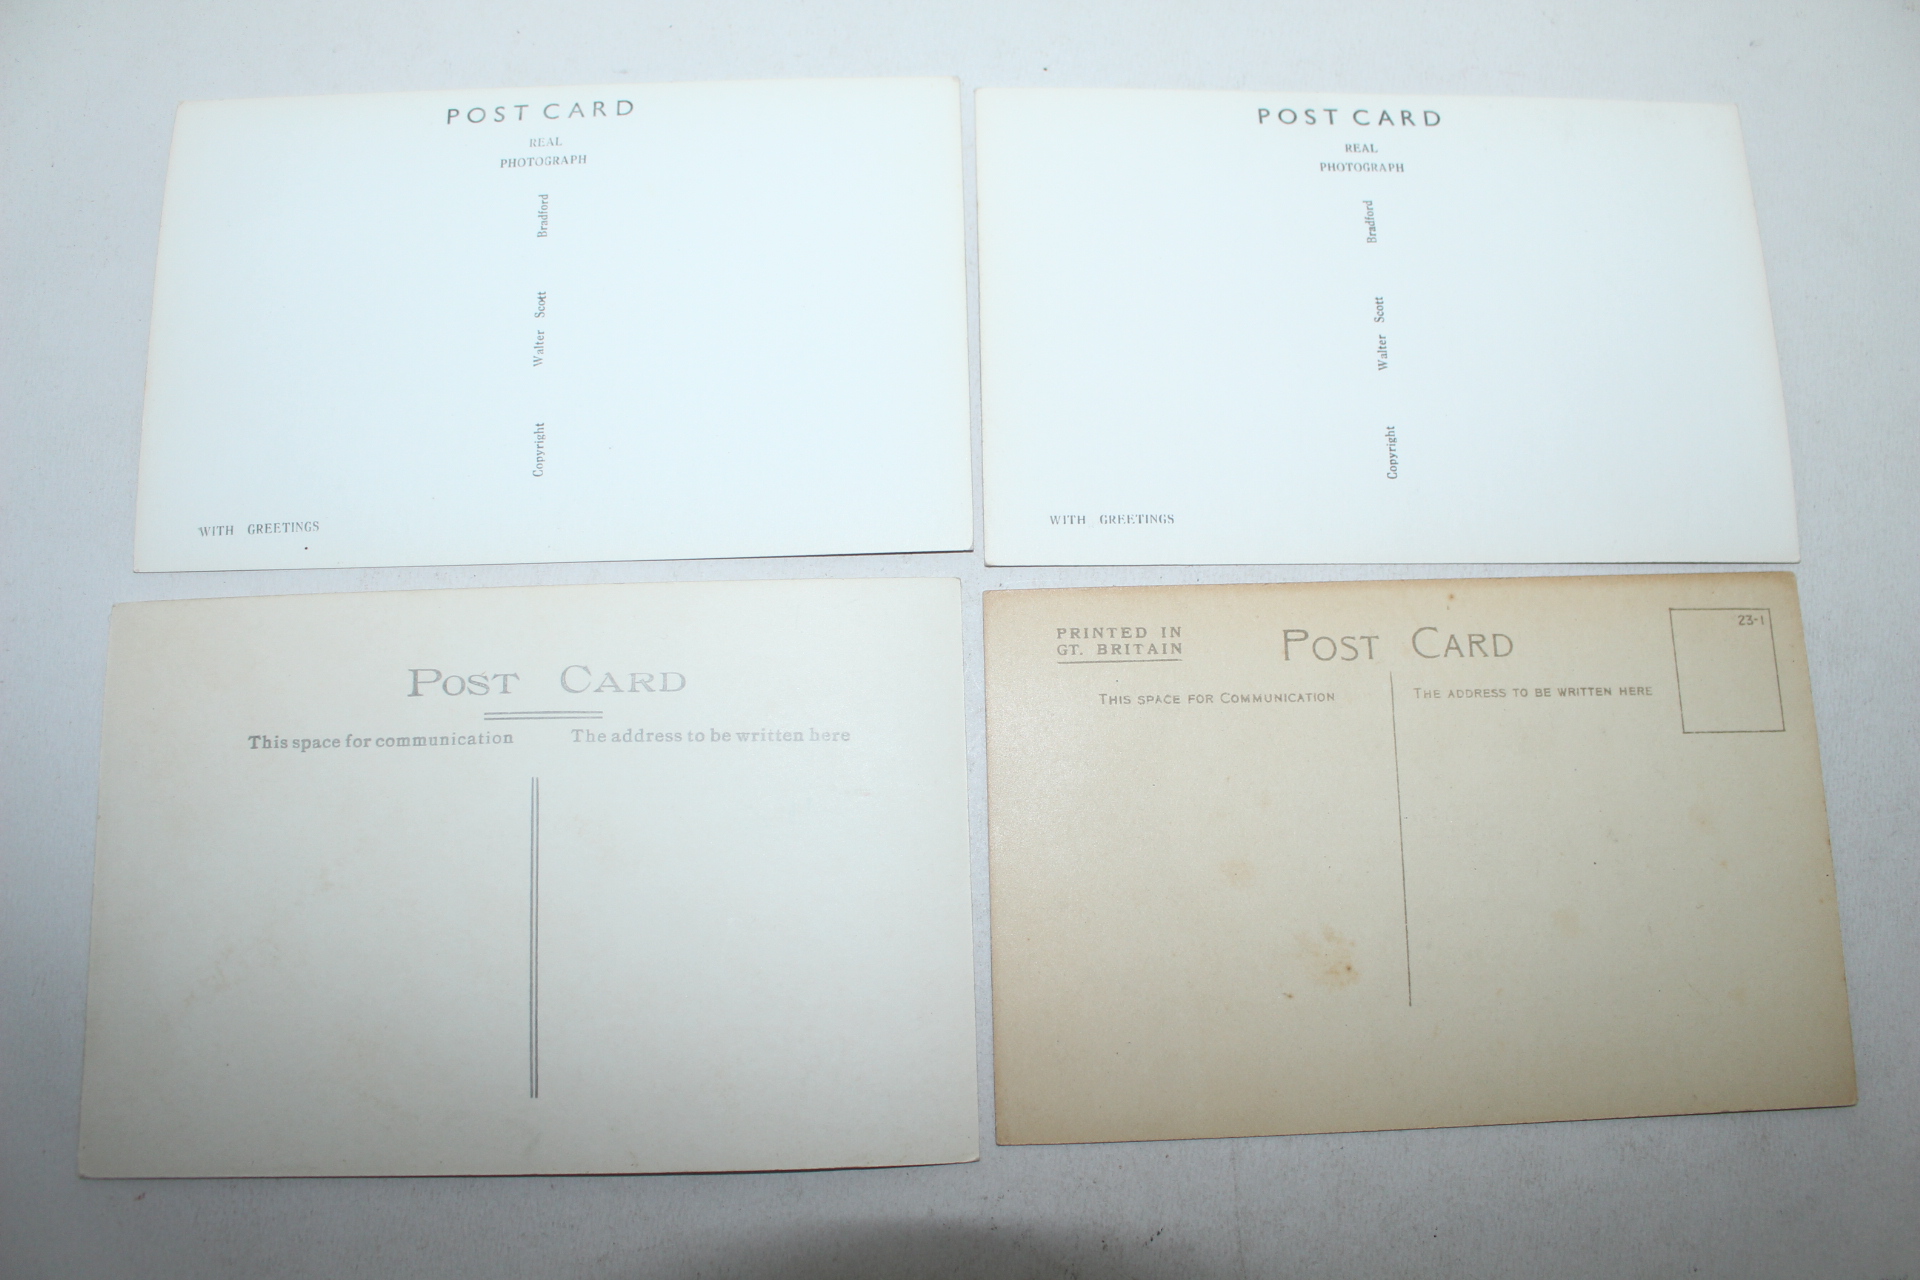 POST CARD
REAL
PHOTOGRAPH
Copyright Walter Scott Bradford
WITH GREETINGS
POST CARD
REAL
PHOTOGRAPH
Copyright Walter Scott Bradford
WITH GREETINGS
POST CARD
This space for communication The address to be written here
PRINTED IN
GT. BRITAIN
POST CARD
23-1
THIS SPACE FOR COMMUNICATION THE ADDRESS TO BE WRITTEN HERE